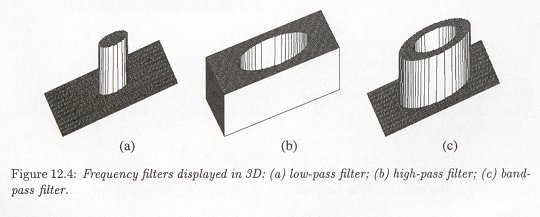 (a) (b) (c)
Figure 12.4: Frequency filters displayed in 3D: (a) low-pass filter; (b) high-pass filter; (c) band-
pass filter.